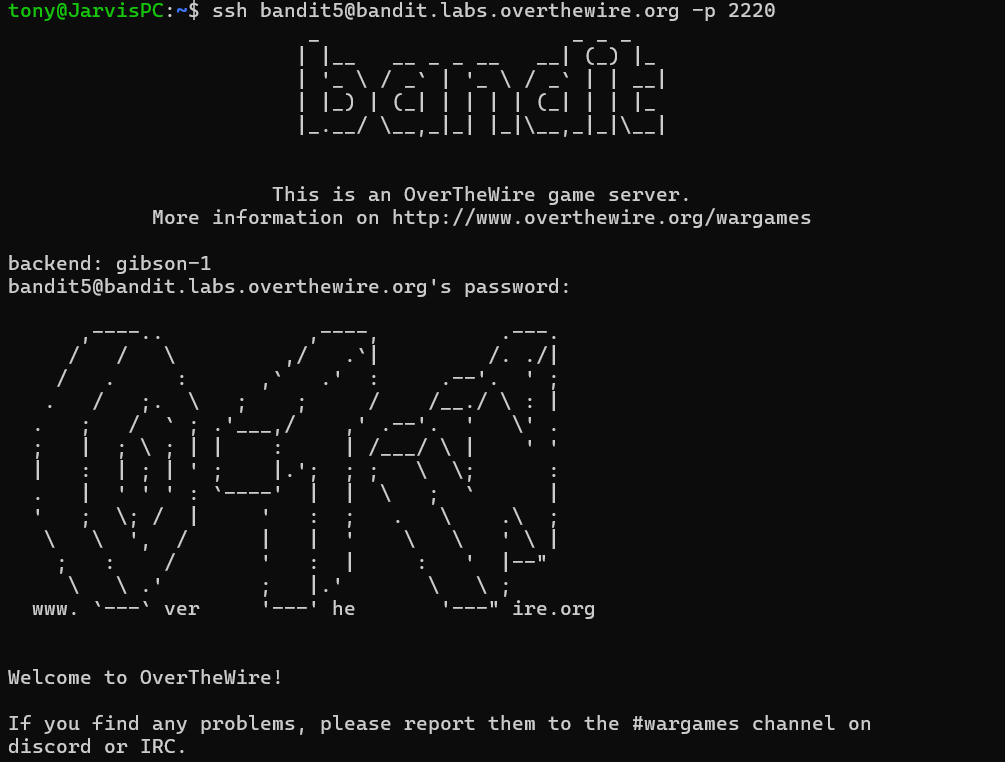 tony@JarvisPC:~$ ssh bandit5@bandit.labs.overthewire.org -p 2220
bandit
This is an OverTheWire game server.
More information on http://www.overthewire.org/wargames
backend: gibson-1
bandit5@bandit.labs.overthewire.org's password:
www. ver he ire.org
Welcome to OverTheWire!
If you find any problems, please report them to the #wargames channel on
discord or IRC.